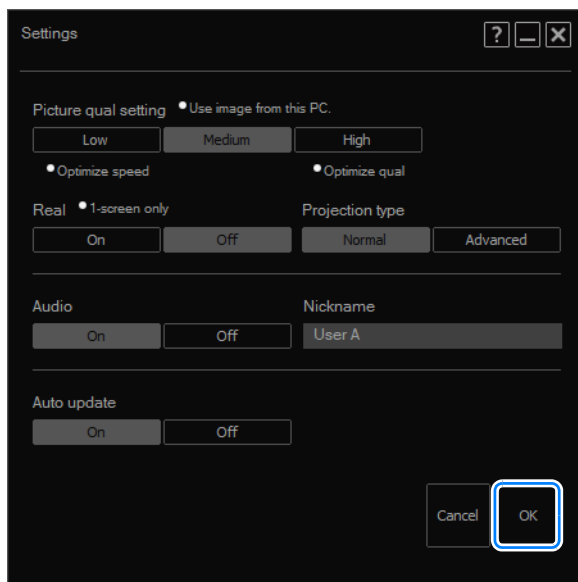 Settings
?
Picture qual setting Use image from this PC.
Low Medium High
Optimize speed Optimize qual
Real 1-screen only Projection type
On Off Normal Advanced
Audio Nickname
On Off User A
Auto update
On Off
Cancel OK